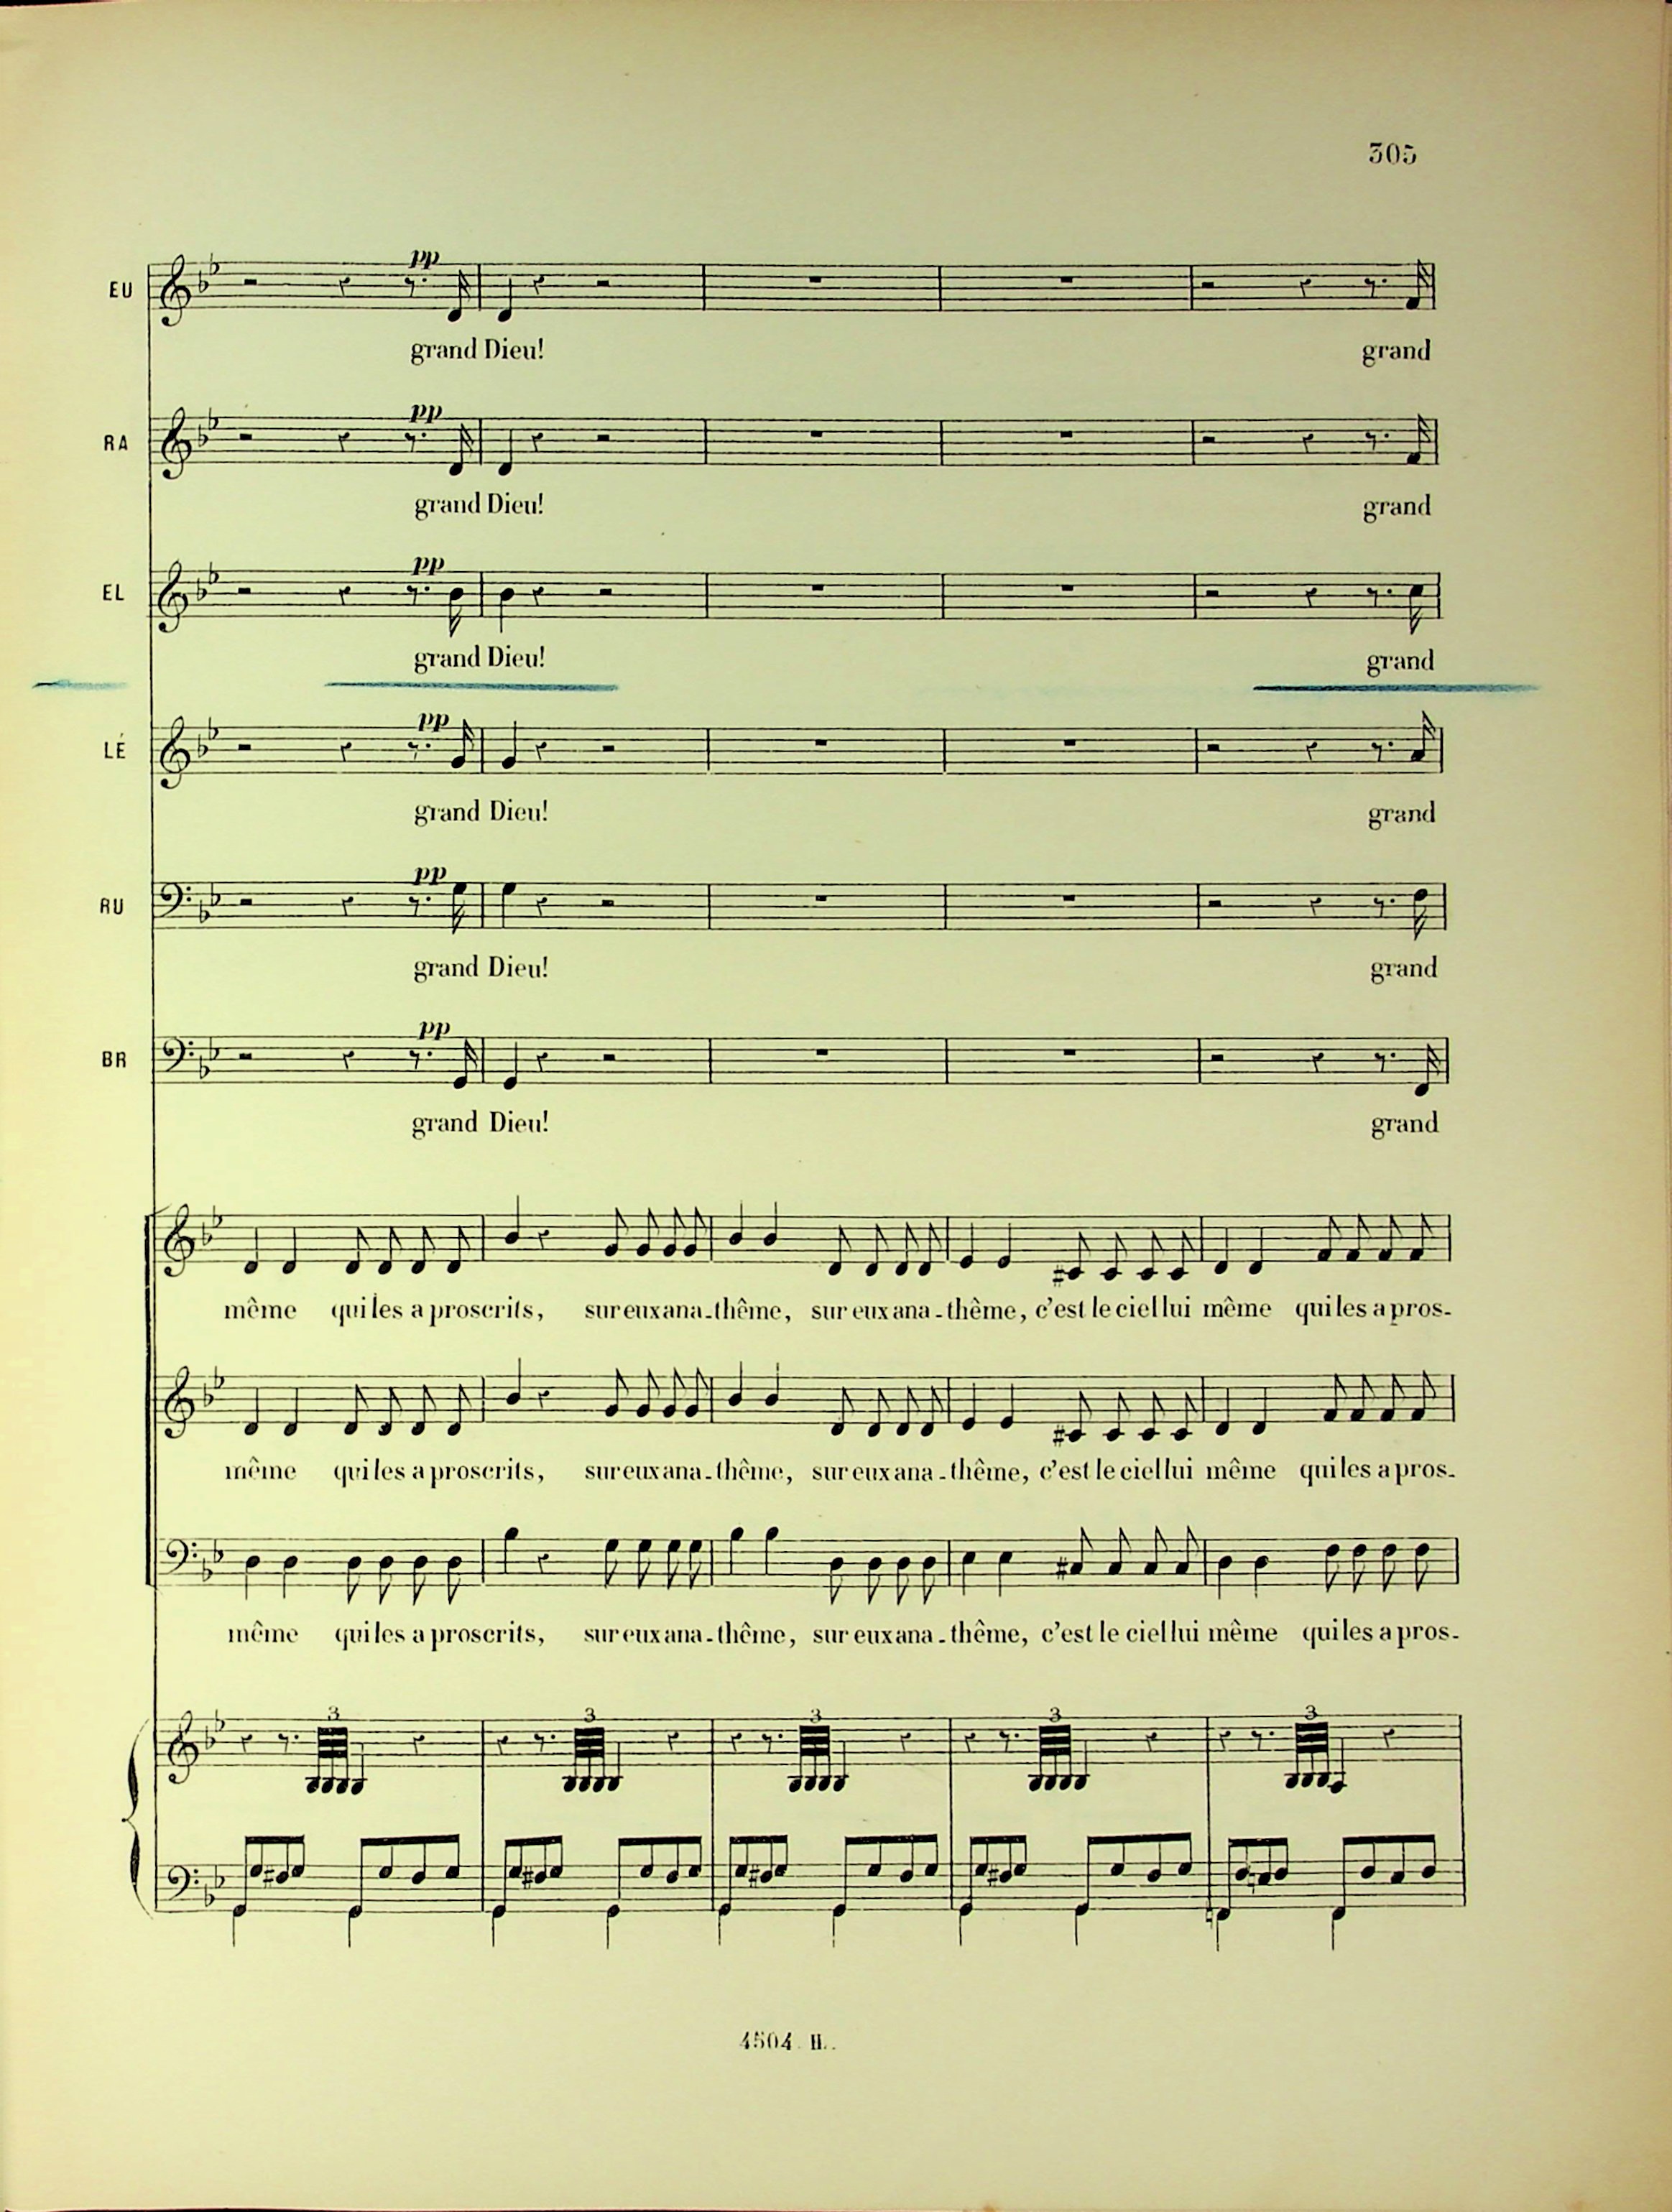 305
pp
EU
grand Dieu! grand
pp
RA
grand Dieu! grand
pp
EL
grand Dieu! grand
pp
LÉ
grand Dieu! grand
pp
RU
grand Dieu! grand
pp
BR
grand Dieu! grand
même qui les a proscrits, sur eux ana-thême, sur eux ana-thême, c'est le ciel lui même qui les a pros-
même qui les a proscrits, sur eux ana-thême, sur eux ana-thême, c'est le ciel lui même qui les a pros-
même qui les a proscrits, sur eux ana-thême, sur eux ana-thême, c'est le ciel lui même qui les a pros-
3 3 3 3 3
4504. H.